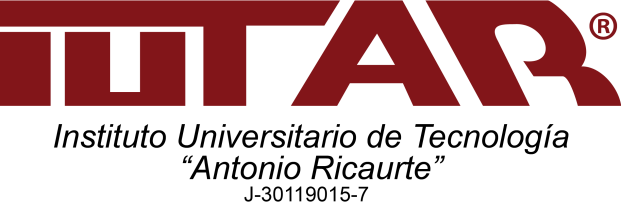 IUTAR®
Instituto Universitario de Tecnología
“Antonio Ricaurte”
J-30119015-7